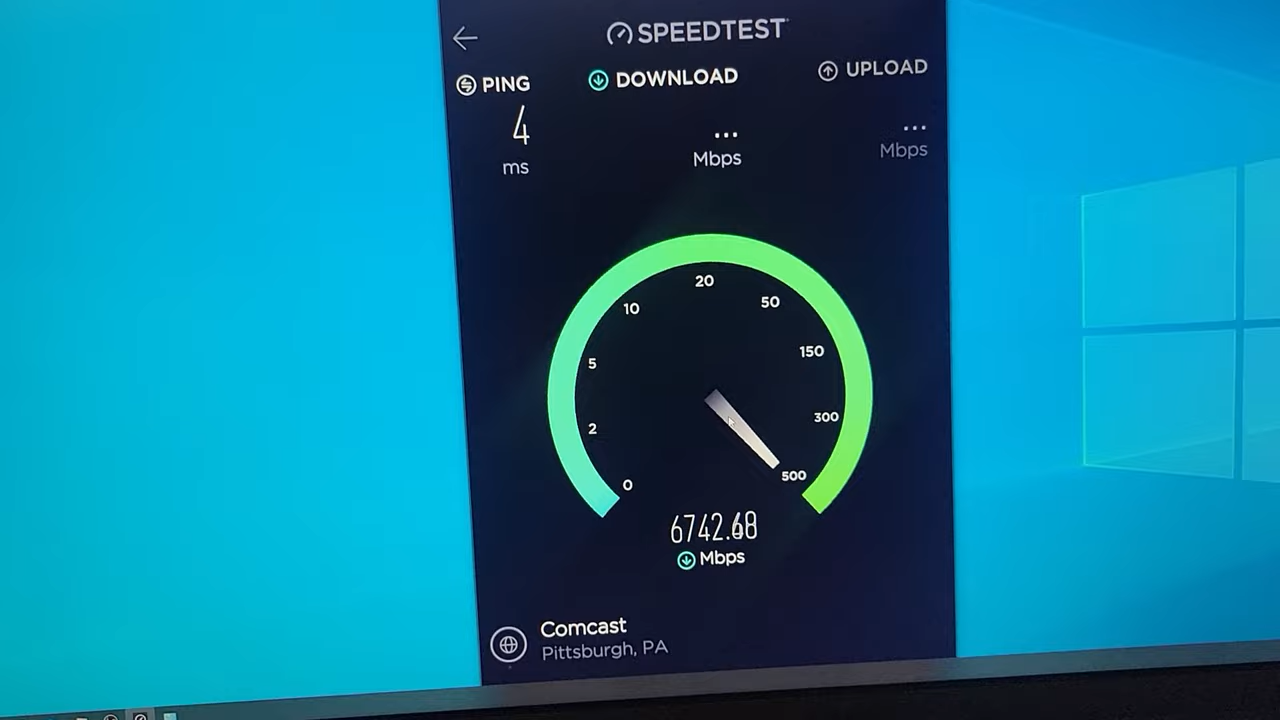 SPEEDTEST
PING
DOWNLOAD
UPLOAD
4
...
...
ms
Mbps
Mbps
0
2
5
10
20
50
150
300
500
6742.68
Mbps
Comcast
Pittsburgh, PA